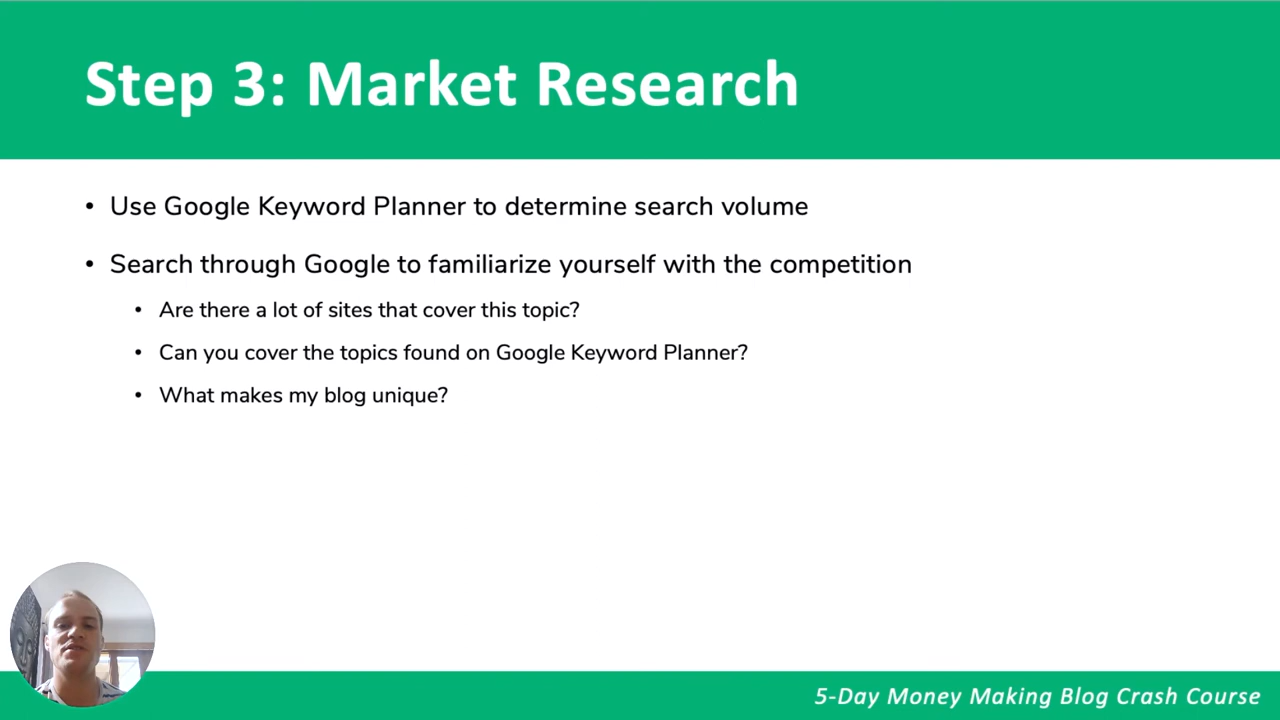 Step 3: Market Research
• Use Google Keyword Planner to determine search volume
• Search through Google to familiarize yourself with the competition
• Are there a lot of sites that cover this topic?
• Can you cover the topics found on Google Keyword Planner?
• What makes my blog unique?
5-Day Money Making Blog Crash Course